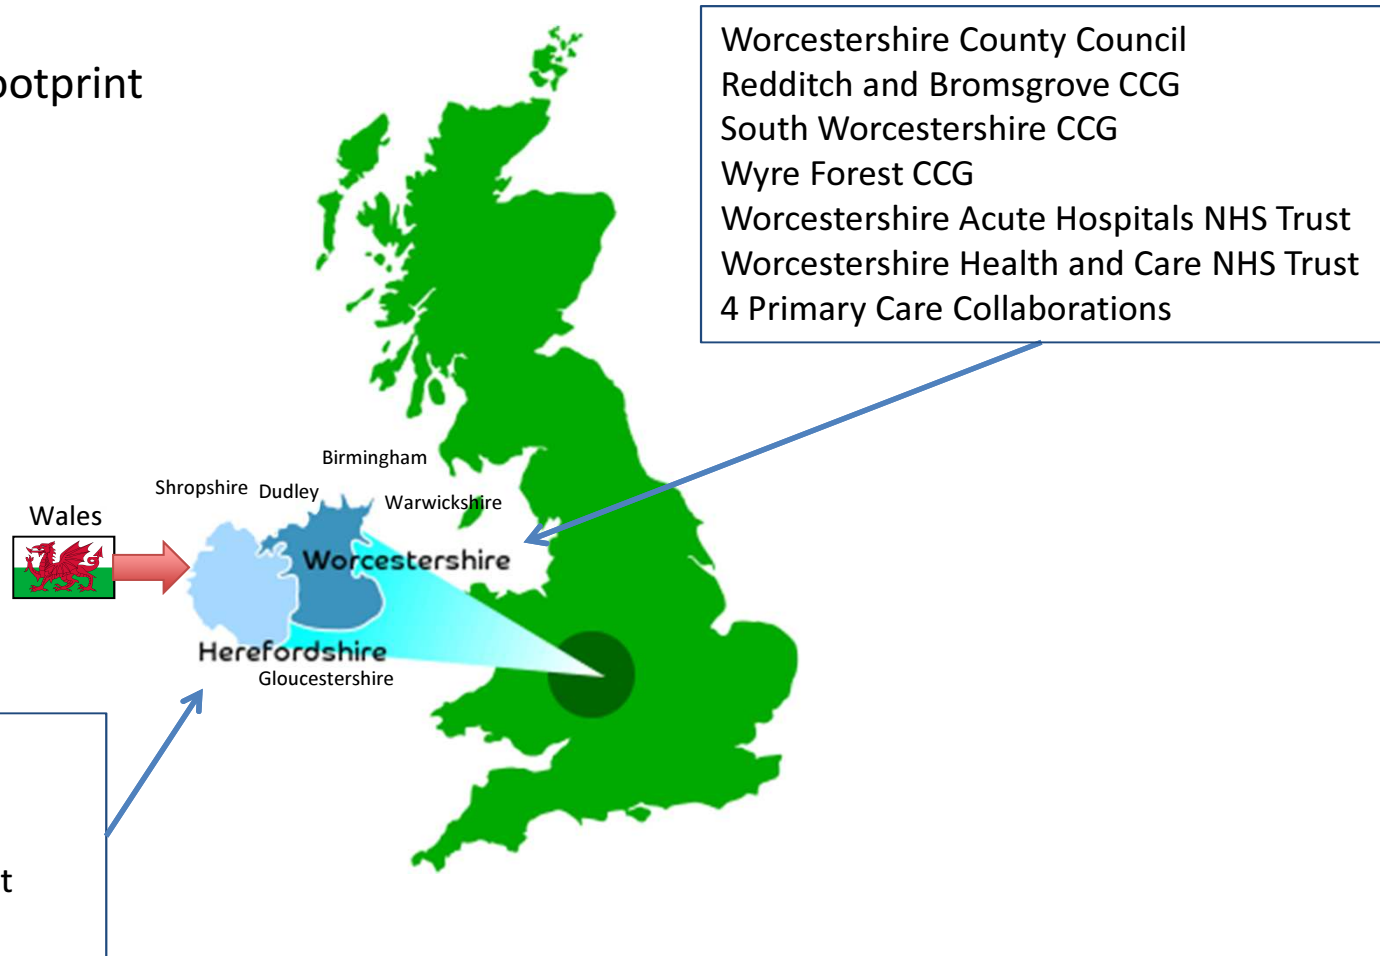 ootprint
Worcestershire County Council
Redditch and Bromsgrove CCG
South Worcestershire CCG
Wyre Forest CCG
Worcestershire Acute Hospitals NHS Trust
Worcestershire Health and Care NHS Trust
4 Primary Care Collaborations
Birmingham
Shropshire Dudley
Warwickshire
Wales
Worcestershire
Herefordshire
Gloucestershire
t